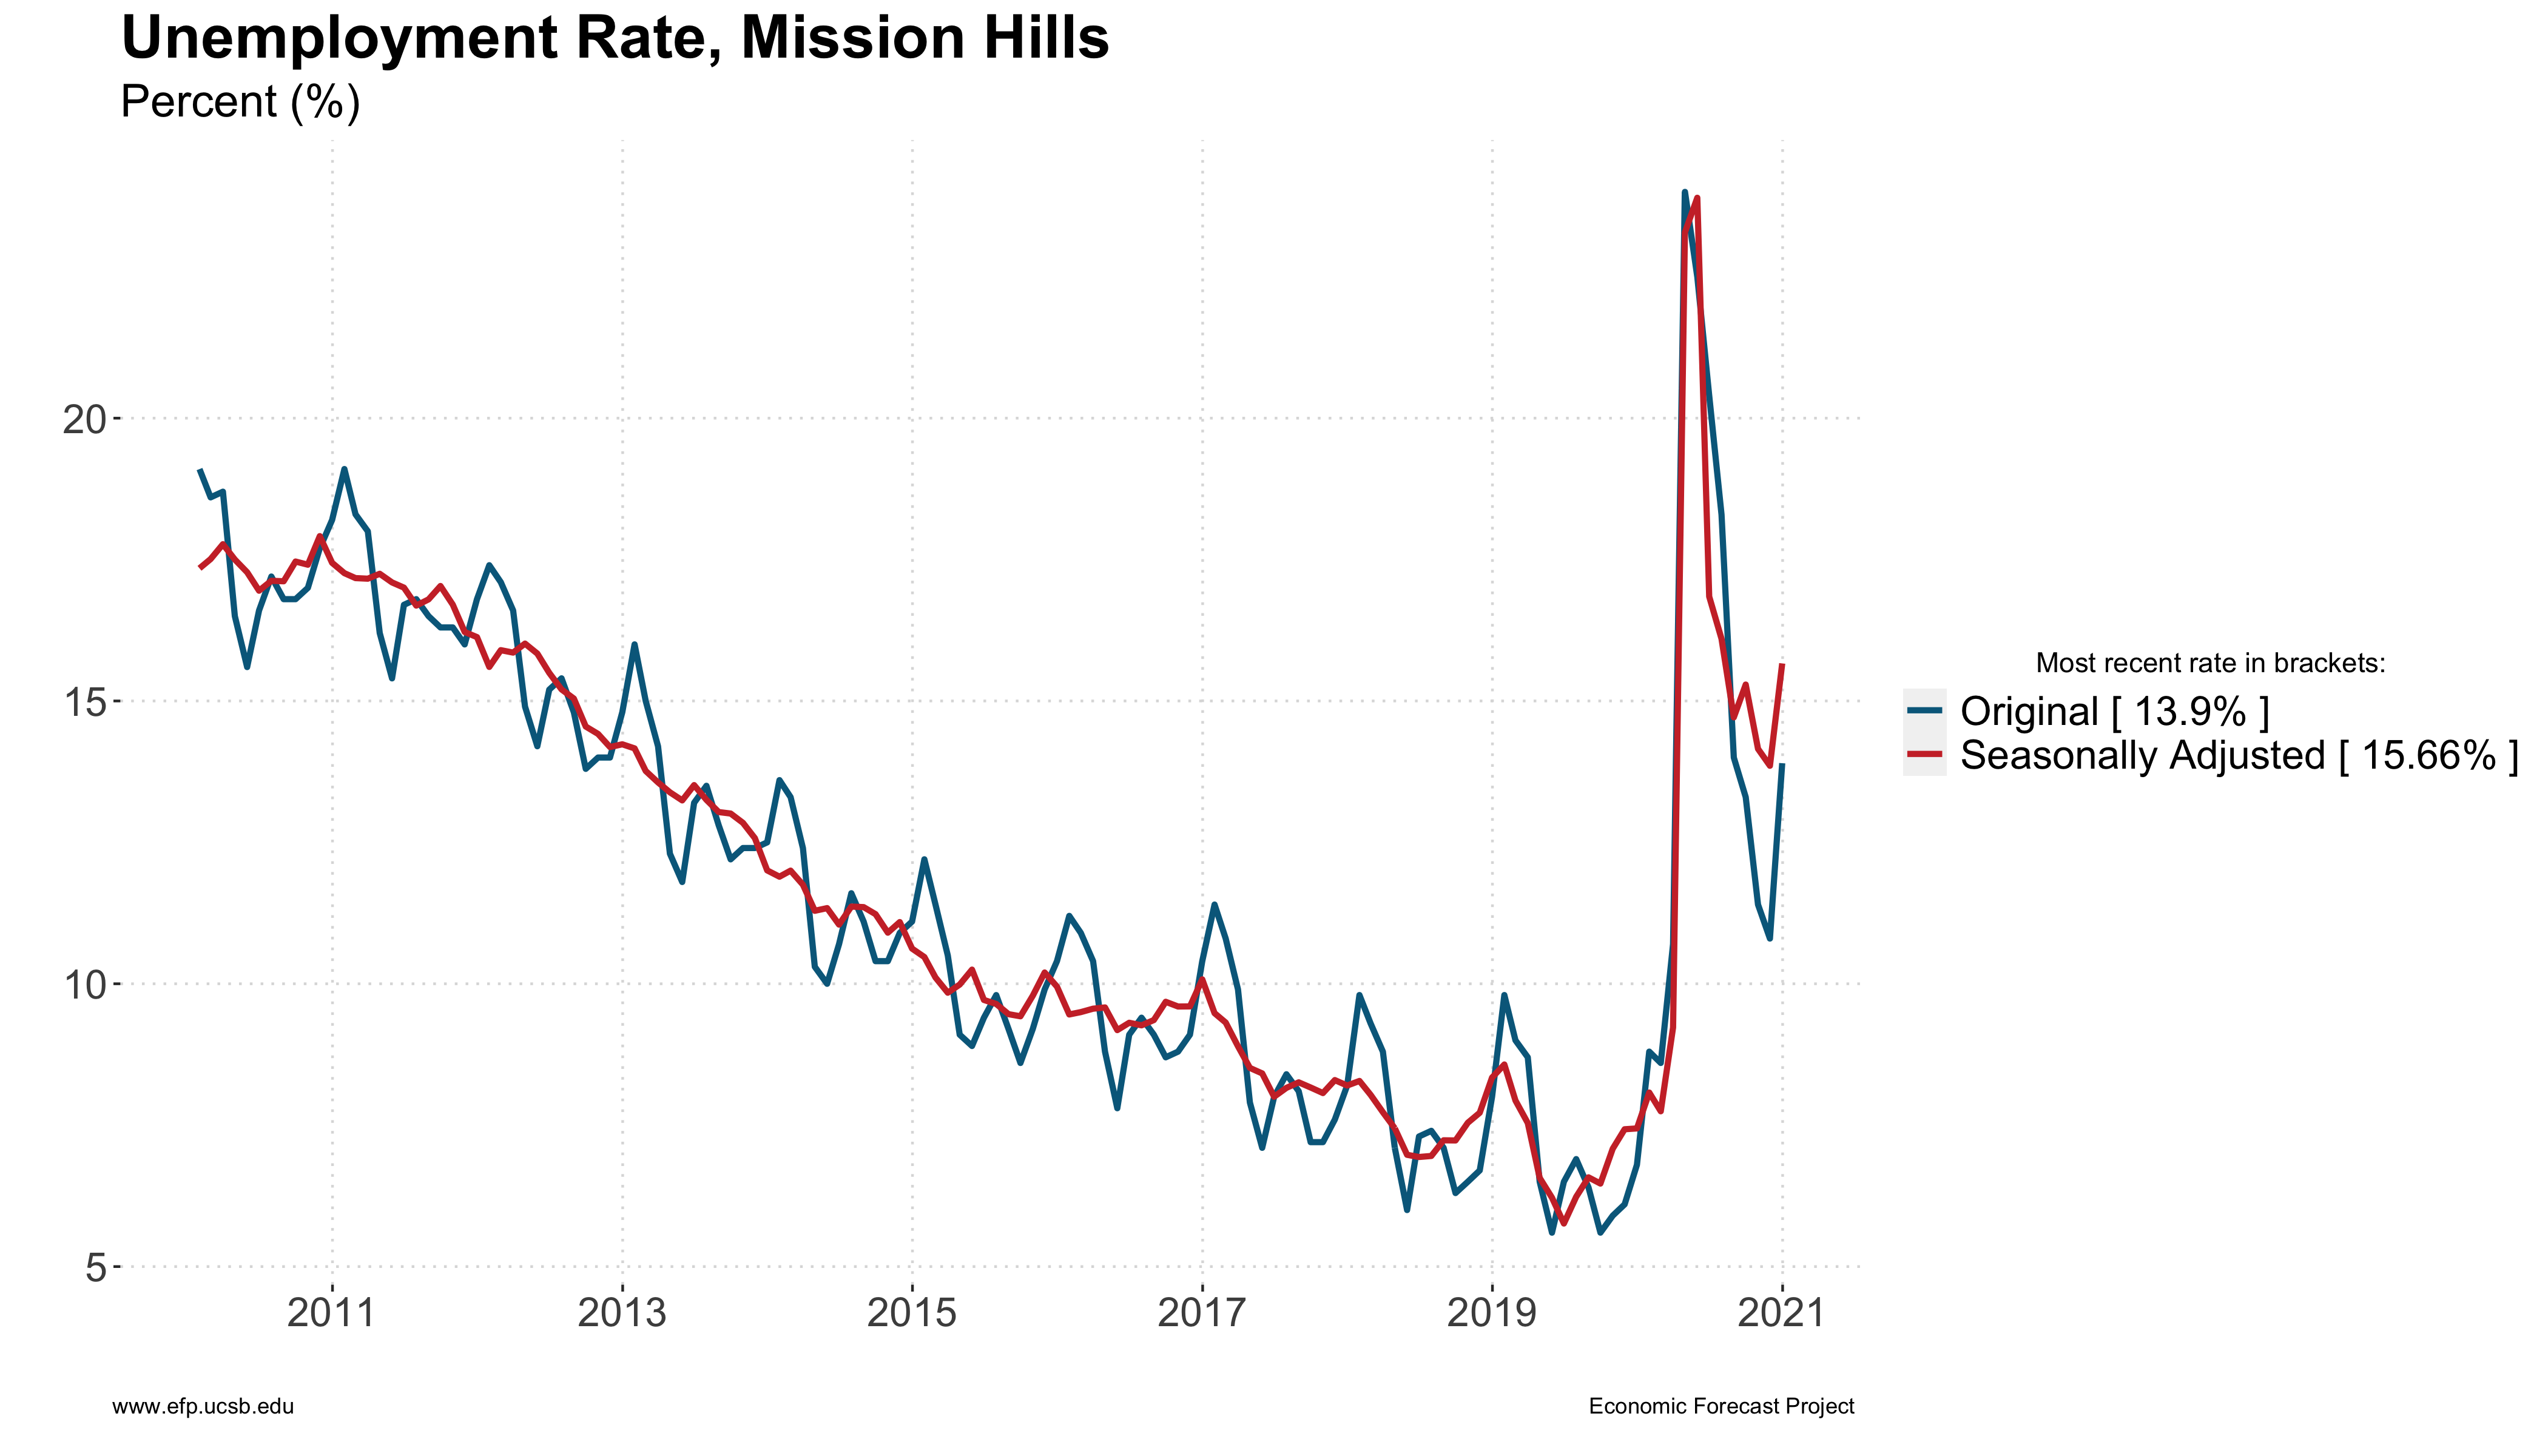 Unemployment Rate, Mission Hills
Percent (%)
20
15
10
5
2011
2013
2015
2017
2019
2021
Most recent rate in brackets:
Original [ 13.9% ]
Seasonally Adjusted [ 15.66% ]
www.efp.ucsb.edu
Economic Forecast Project